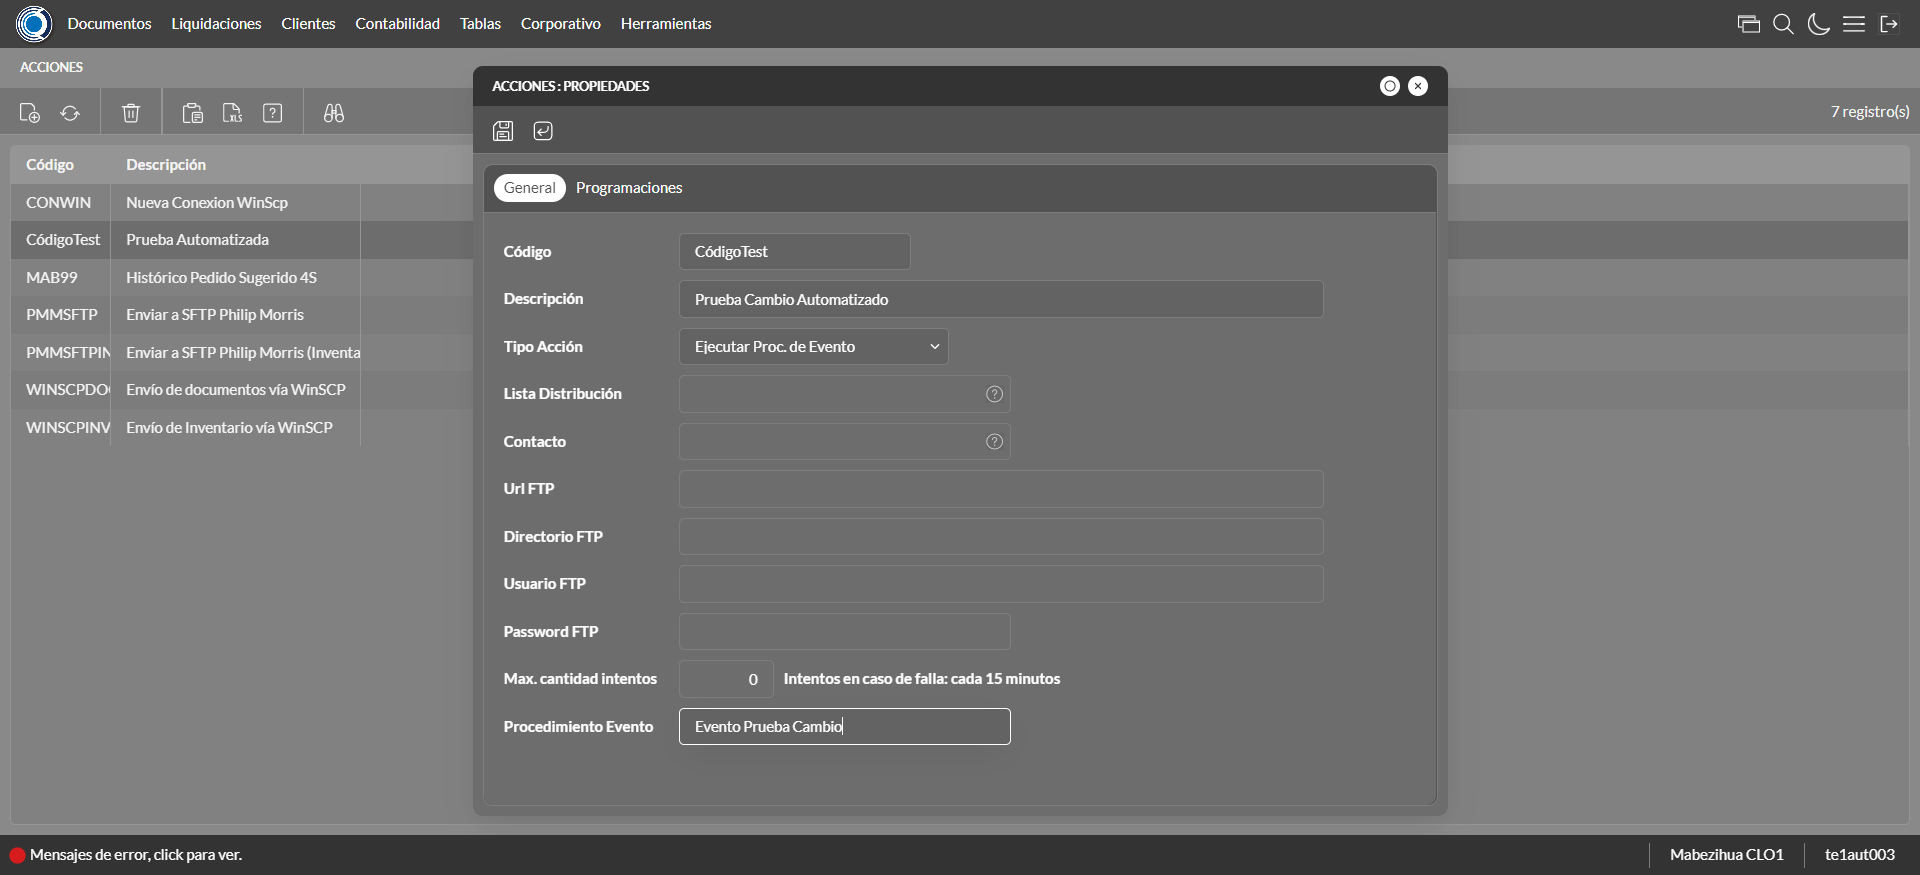 Documentos Liquidaciones Clientes Contabilidad Tablas Corporativo Herramientas
ACCIONES
7 registro(s)
Código Descripción
CONWIN Nueva Conexion WinScp
CódigoTest Prueba Automatizada
MAB99 Histórico Pedido Sugerido 4S
PMMSFTP Enviar a SFTP Philip Morris
PMMSFTPIN Enviar a SFTP Philip Morris (Inventa
WINSCPDO Envío de documentos vía WinSCP
WINSCPINV Envío de Inventario vía WinSCP
ACCIONES : PROPIEDADES
General Programaciones
Código CódigoTest
Descripción Prueba Cambio Automatizado
Tipo Acción Ejecutar Proc. de Evento
Lista Distribución
Contacto
Url FTP
Directorio FTP
Usuario FTP
Password FTP
Max. cantidad intentos 0 Intentos en caso de falla: cada 15 minutos
Procedimiento Evento Evento Prueba Cambio
Mensajes de error, click para ver.
Mabezihua CLO1 te1aut003